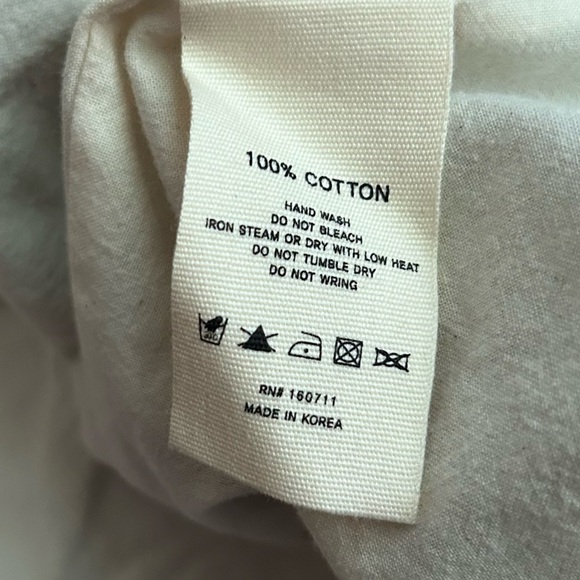 100% COTTON
HAND WASH
DO NOT BLEACH
IRON STEAM OR DRY WITH LOW HEAT
DO NOT TUMBLE DRY
DO NOT WRING
RN# 160711
MADE IN KOREA